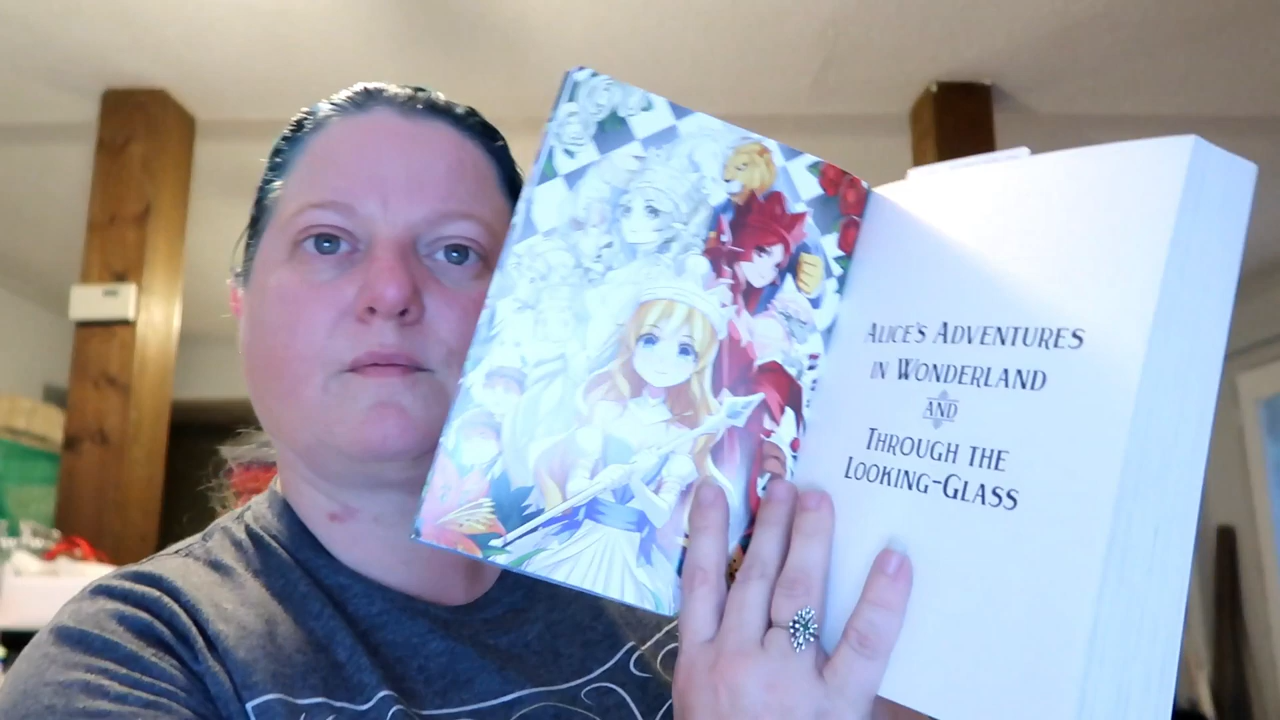 ALICE'S ADVENTURES
IN WONDERLAND
AND
THROUGH THE
LOOKING-GLASS